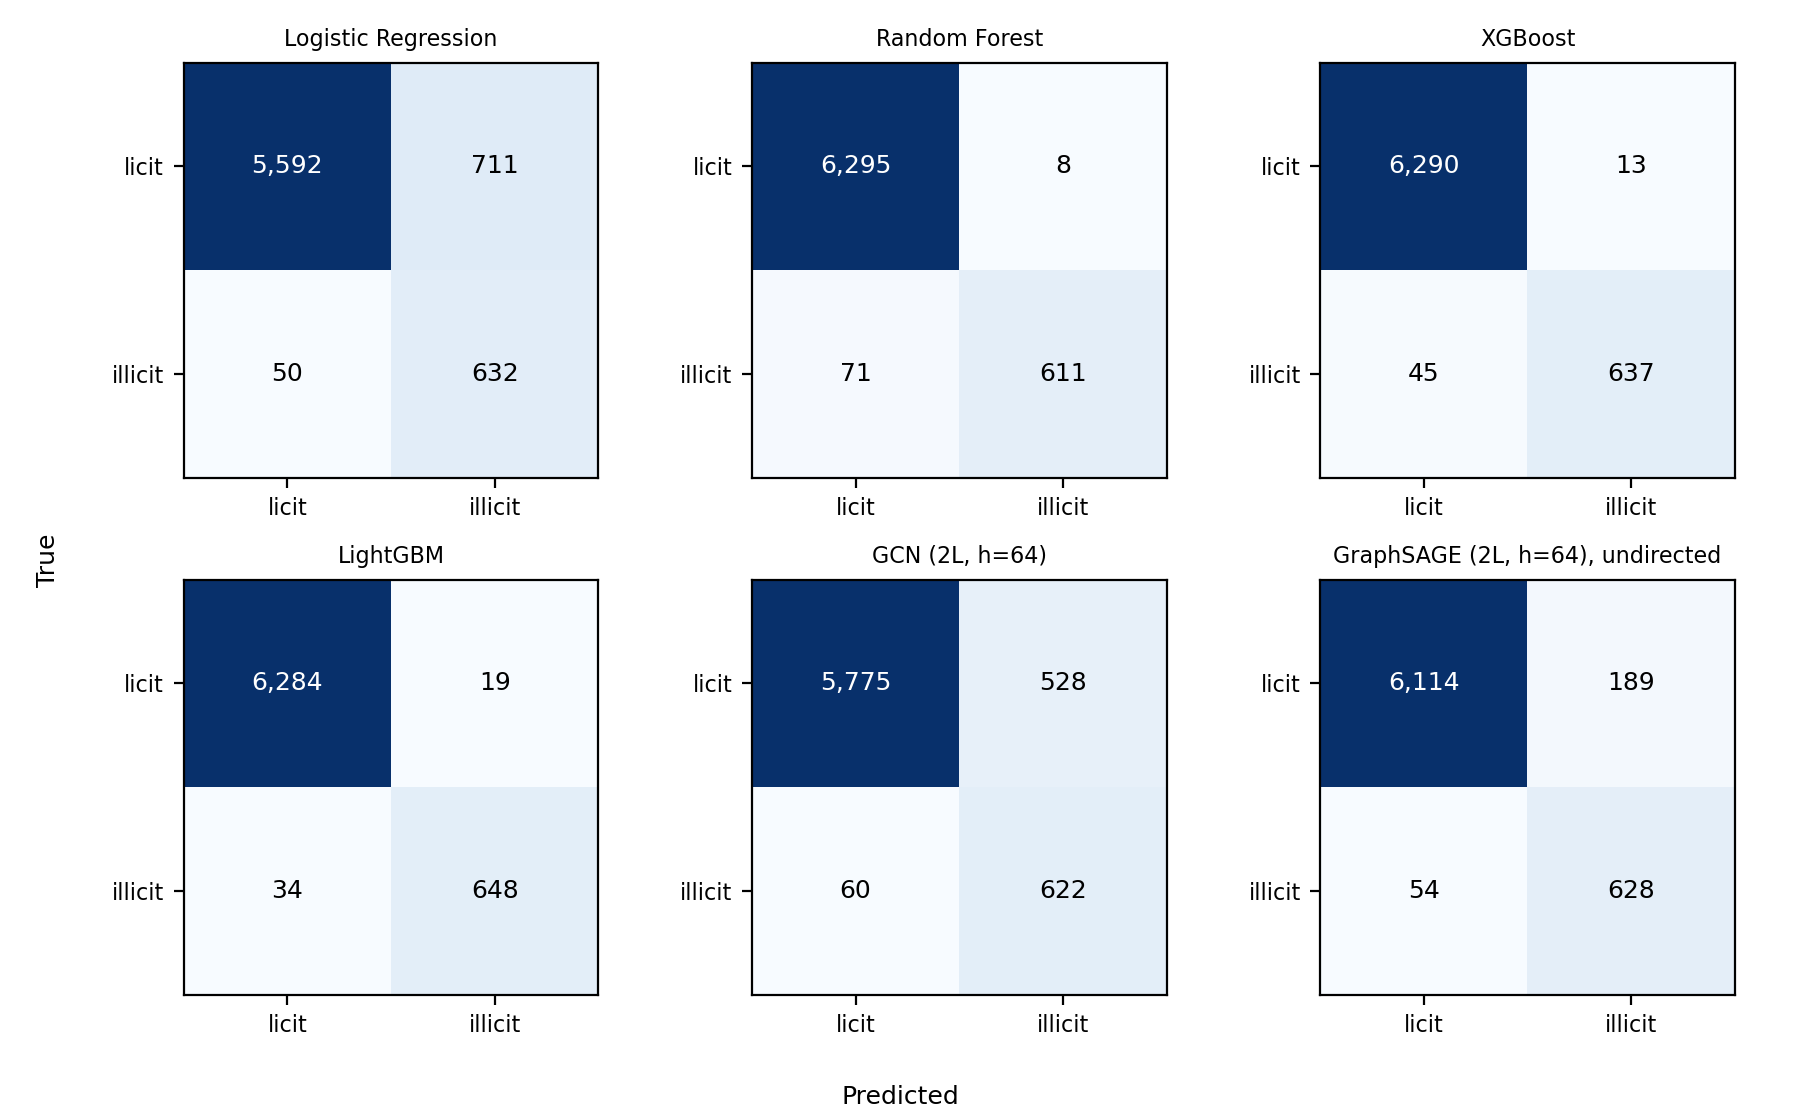 Logistic Regression
licit 5,592 711
illicit 50 632
licit illicit
Random Forest
licit 6,295 8
illicit 71 611
licit illicit
XGBoost
licit 6,290 13
illicit 45 637
licit illicit
True
LightGBM
licit 6,284 19
illicit 34 648
licit illicit
GCN (2L, h=64)
licit 5,775 528
illicit 60 622
licit illicit
GraphSAGE (2L, h=64), undirected
licit 6,114 189
illicit 54 628
licit illicit
Predicted